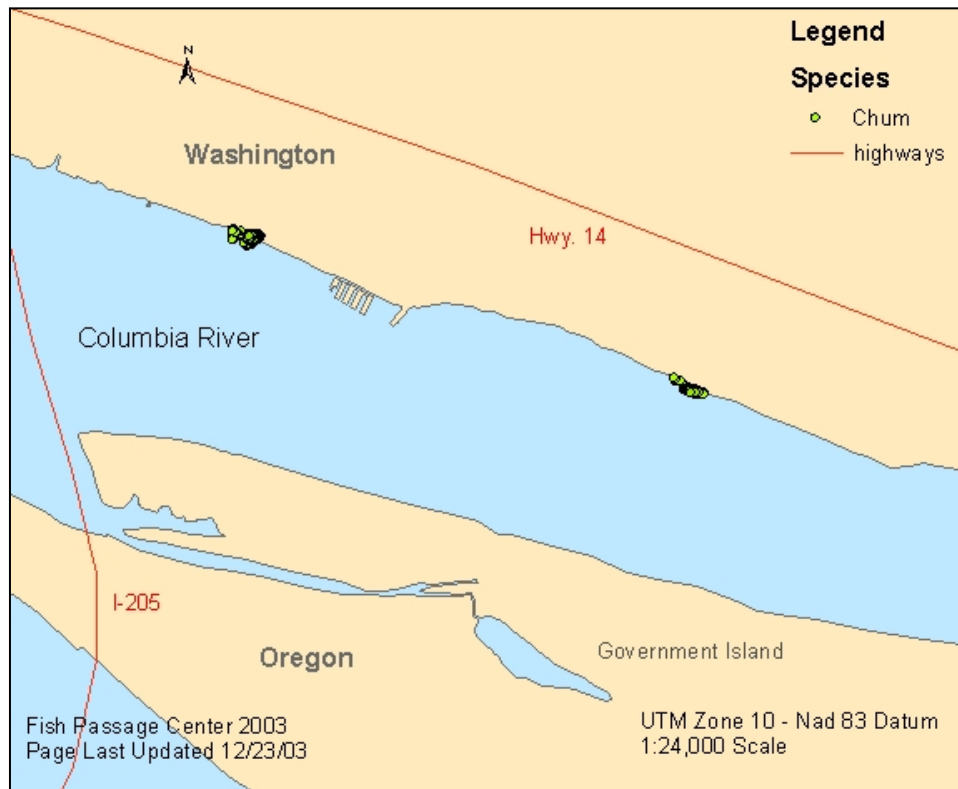 Legend
Species
Chum
highways
N
Washington
Hwy. 14
Columbia River
I-205
Oregon
Government Island
Fish Passage Center 2003
Page Last Updated 12/23/03
UTM Zone 10 - Nad 83 Datum
1:24,000 Scale